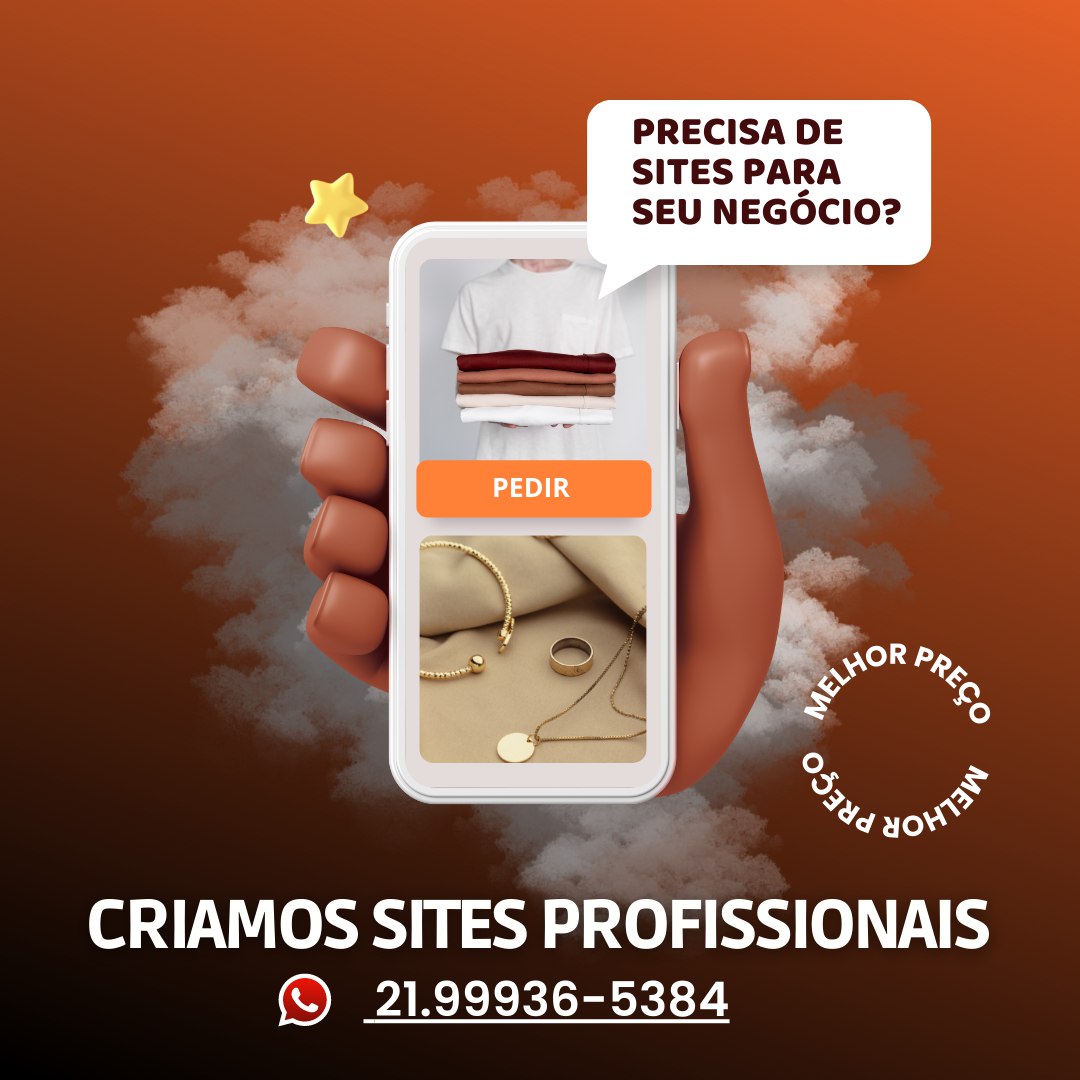 PRECISA DE
SITES PARA
SEU NEGÓCIO?
PEDIR
MELHOR PREÇO
MELHOR PREÇO
CRIAMOS SITES PROFISSIONAIS
21.99936-5384